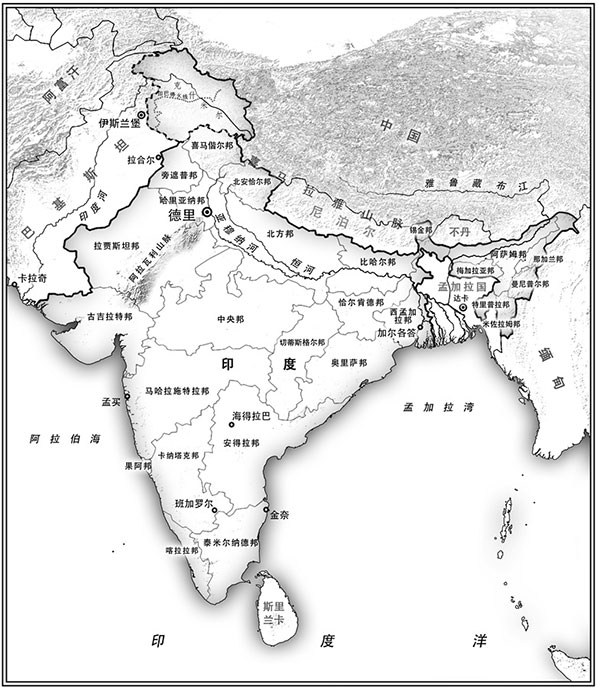 阿富汗
克什米尔
伊斯兰堡
中国
拉合尔
喜马偕尔邦
旁遮普邦
喜马拉雅山脉
北安恰尔邦
雅鲁藏布江
巴基斯坦
印度河
哈里亚纳邦
德里
尼泊尔
锡金邦
不丹
拉贾斯坦邦
阿拉瓦利山脉
亚穆纳河
恒河
北方邦
比哈尔邦
阿萨姆邦
那加兰邦
梅加拉亚邦
曼尼普尔邦
卡拉奇
孟加拉国
达卡
特里普拉邦
米佐拉姆邦
古吉拉特邦
中央邦
恰尔肯德邦
西孟加
拉邦
加尔各答
切蒂斯格尔邦
奥里萨邦
缅甸
印度
马哈拉施特拉邦
孟买
海得拉巴
安得拉邦
孟加拉湾
阿拉伯海
卡纳塔克邦
果阿邦
班加罗尔
金奈
喀拉拉邦
泰米尔纳德邦
斯里
兰卡
印度洋